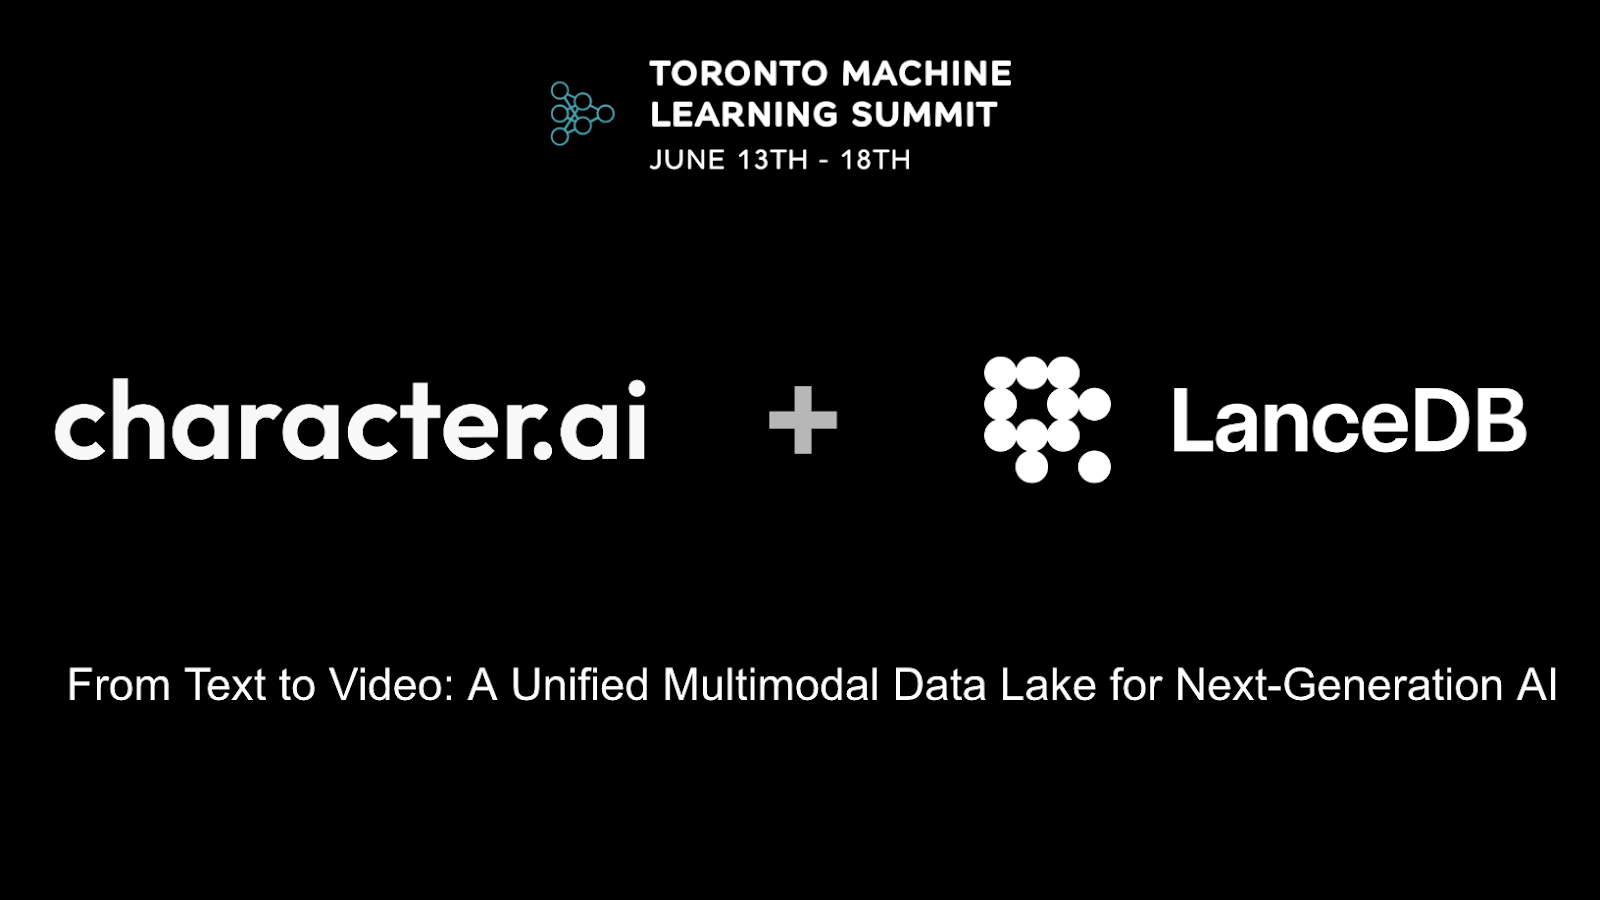 TORONTO MACHINE
LEARNING SUMMIT
JUNE 13TH - 18TH
character.ai + LanceDB
From Text to Video: A Unified Multimodal Data Lake for Next-Generation AI